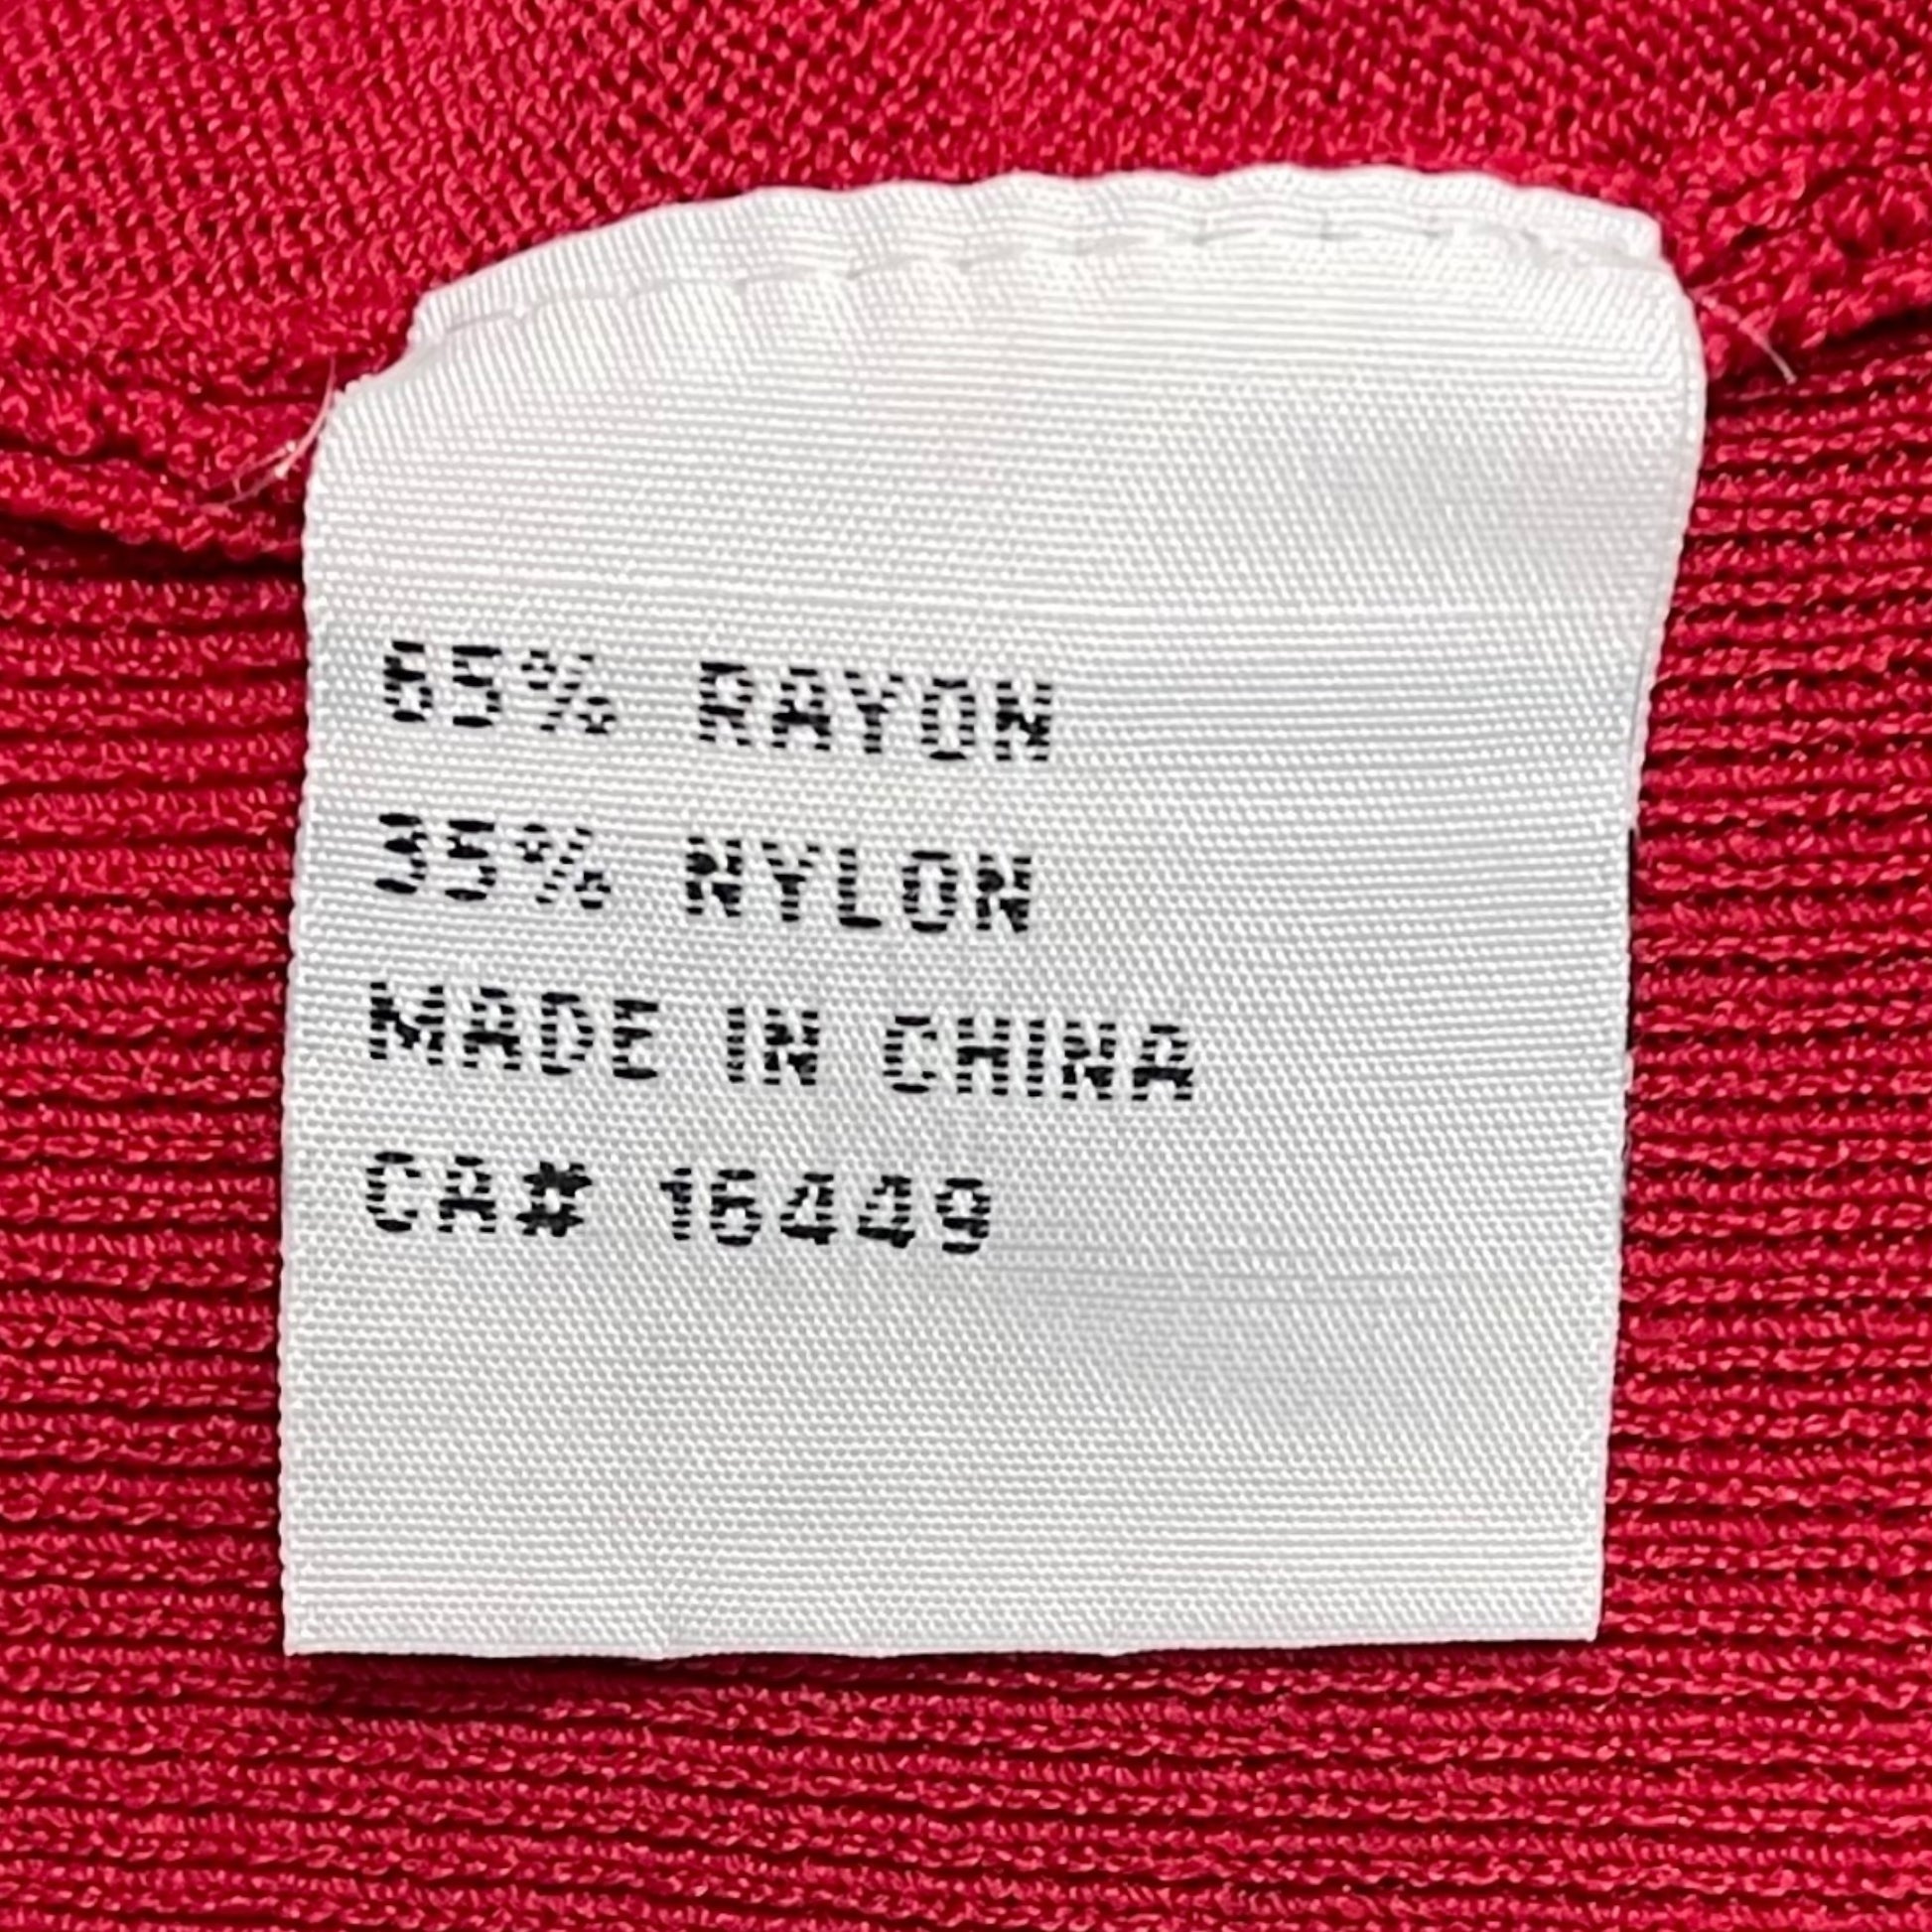 65% RAYON
35% NYLON
MADE IN CHINA
CA# 16449